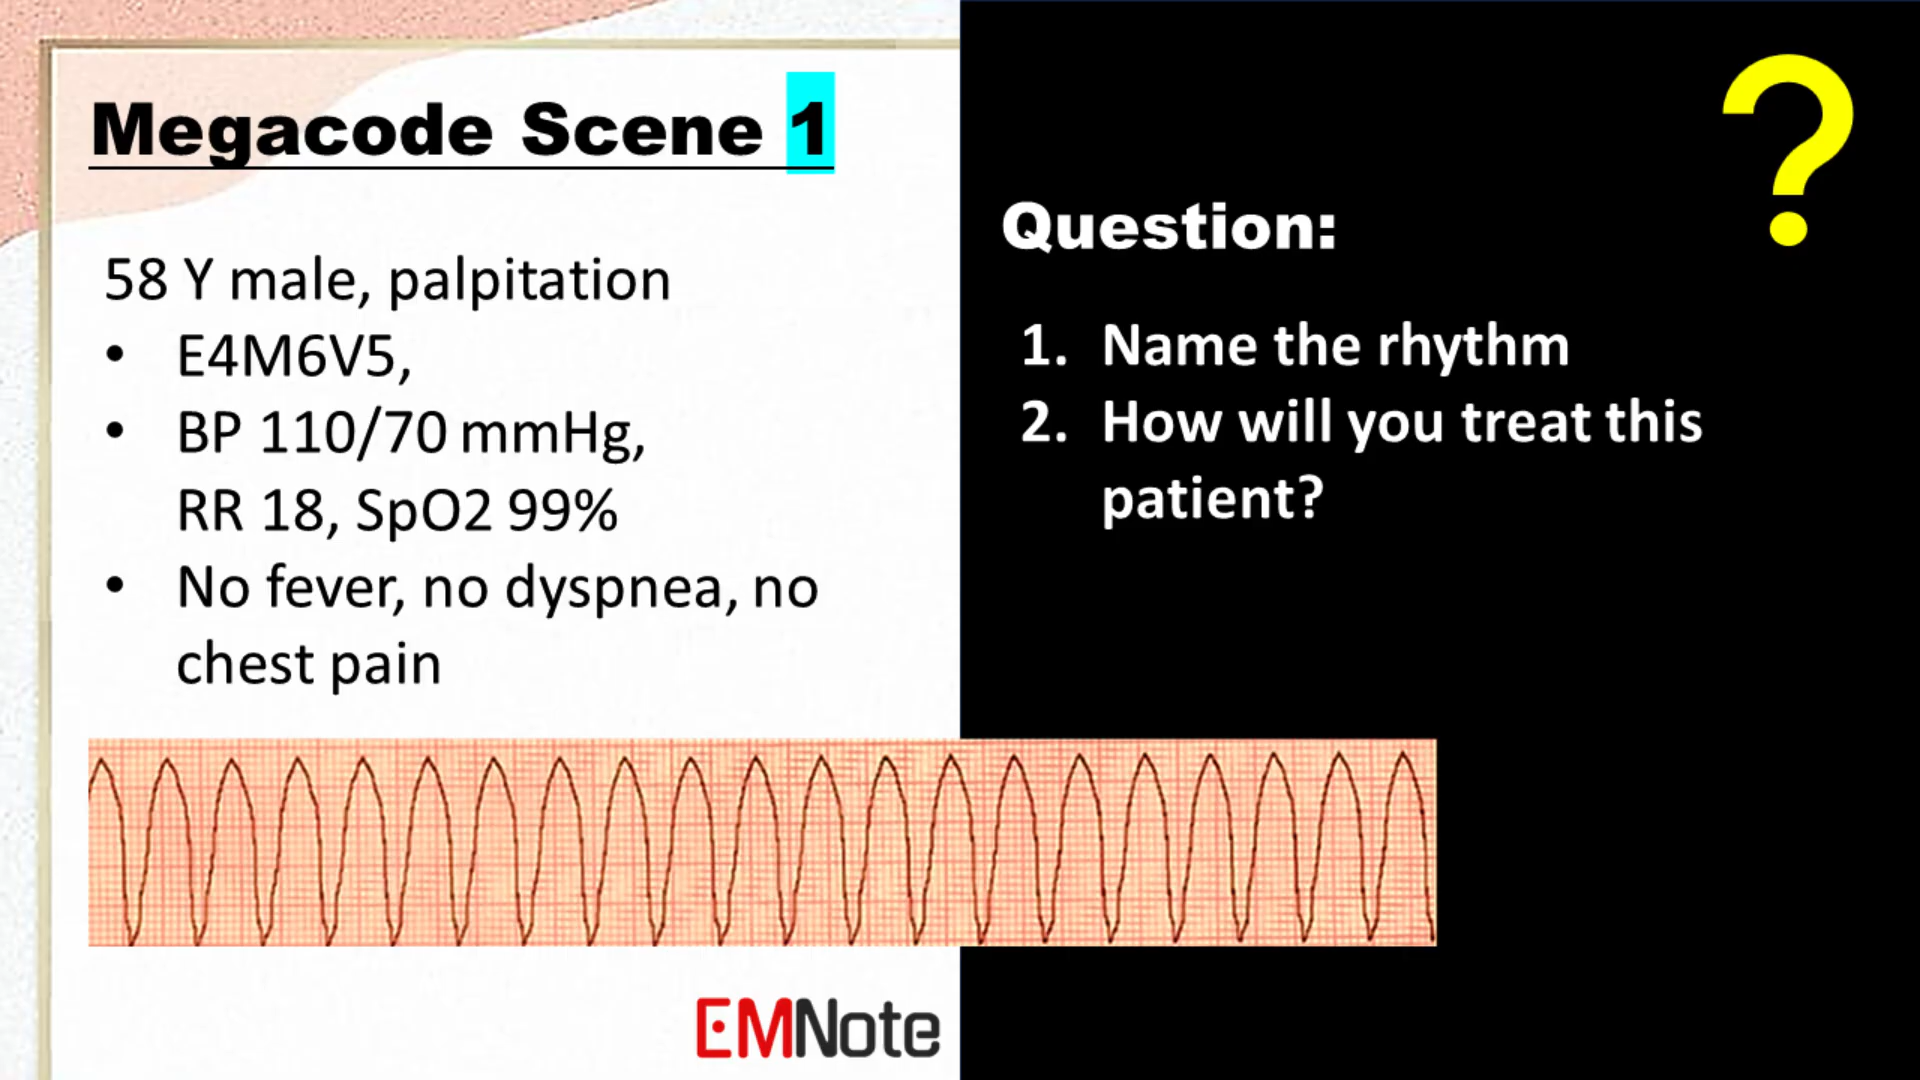 Megacode Scene 1
58 Y male, palpitation
• E4M6V5,
• BP 110/70 mmHg,
RR 18, SpO2 99%
• No fever, no dyspnea, no
chest pain
EMNote
?
Question:
1. Name the rhythm
2. How will you treat this
patient?